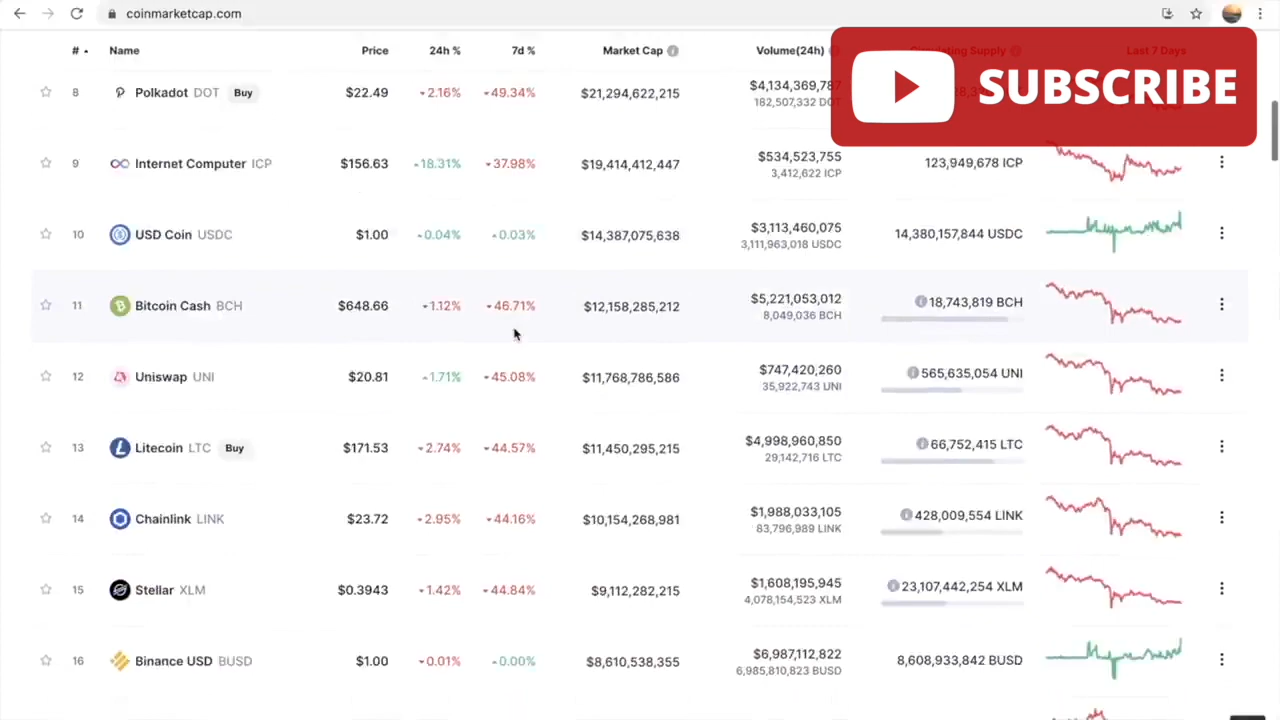 coinmarketcap.com
SUBSCRIBE
# Name Price 24h % 7d % Market Cap Volume(24h) Circulating Supply Last 7 Days
8 Polkadot DOT Buy $22.49 2.16% 49.34% $21,294,622,215 $4,134,369,787
182,507,332 DOT
9 Internet Computer ICP $156.63 18.31% 37.98% $19,414,412,447 $534,523,755 123,949,678 ICP
3,412,622 ICP
10 USD Coin USDC $1.00 0.04% 0.03% $14,387,075,638 $3,113,460,075 14,380,157,844 USDC
3,111,963,018 USDC
11 Bitcoin Cash BCH $648.66 1.12% 46.71% $12,158,285,212 $5,221,053,012 18,743,819 BCH
8,049,036 BCH
12 Uniswap UNI $20.81 1.71% 45.08% $11,768,786,586 $747,420,260 565,635,054 UNI
35,922,743 UNI
13 Litecoin LTC Buy $171.53 2.74% 44.57% $11,450,295,215 $4,998,960,850 66,752,415 LTC
29,142,716 LTC
14 Chainlink LINK $23.72 2.95% 44.16% $10,154,268,981 $1,988,033,105 428,009,554 LINK
83,796,989 LINK
15 Stellar XLM $0.3943 1.42% 44.84% $9,112,282,215 $1,608,195,945 23,107,442,254 XLM
4,078,154,523 XLM
16 Binance USD BUSD $1.00 0.01% 0.00% $8,610,538,355 $6,987,112,822 8,608,933,842 BUSD
6,985,810,823 BUSD